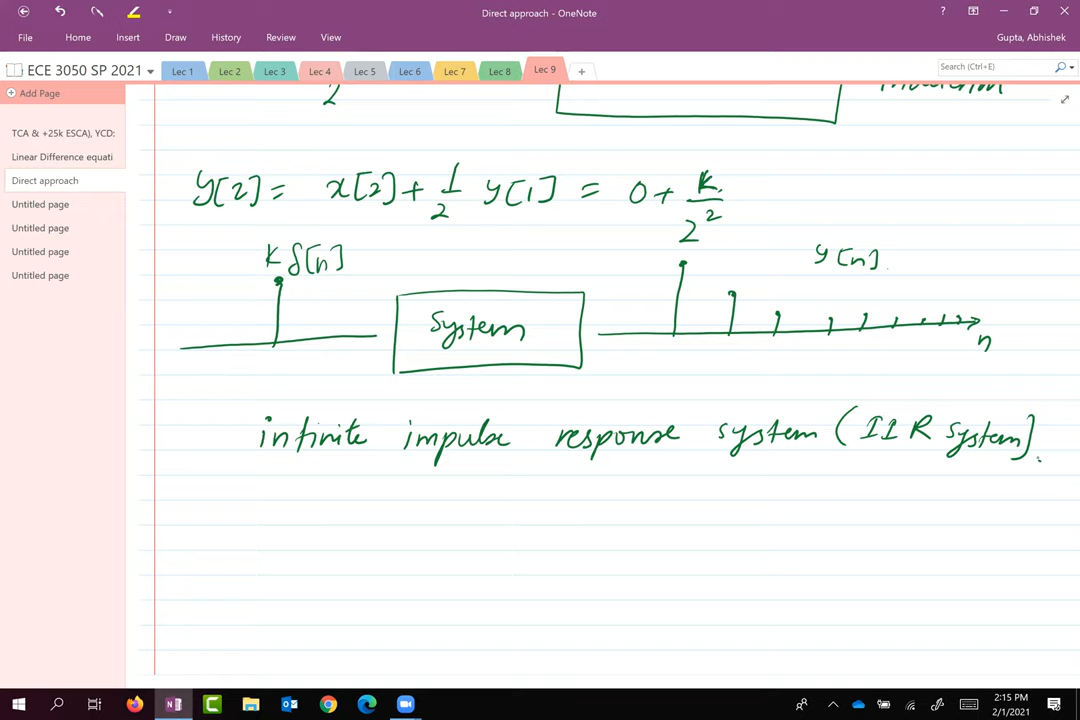 Direct approach - OneNote
?
File Home Insert Draw History Review View
Gupta, Abhishek
ECE 3050 SP 2021
Lec 1 Lec 2 Lec 3 Lec 4 Lec 5 Lec 6 Lec 7 Lec 8 Lec 9 +
Search (Ctrl+E)
Add Page
TCA & +25k ESCA), YCD:
Linear Difference equati
Direct approach
Untitled page
Untitled page
Untitled page
Untitled page
2
y[2] = x[2] + 1/2 y[1] = 0 + k/2^2
k δ[n]
y[n]
System
n
infinite impulse response system (IIR system).
2:15 PM
2/1/2021